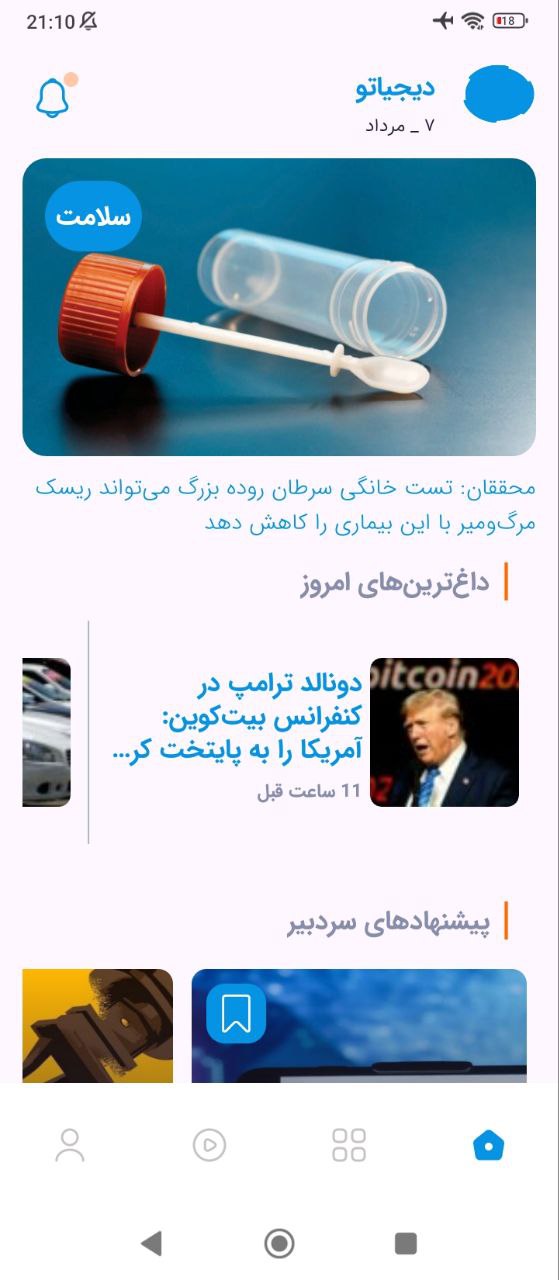 21:10
18
دیجیاتو
۷ _ مرداد
سلامت
محققان: تست خانگی سرطان روده بزرگ می‌تواند ریسک
مرگ‌ومیر با این بیماری را کاهش دهد
داغ‌ترین‌های امروز
bitcoin20
دونالد ترامپ در
کنفرانس بیت‌کوین:
آمریکا را به پایتخت کر...
11 ساعت قبل
پیشنهادهای سردبیر